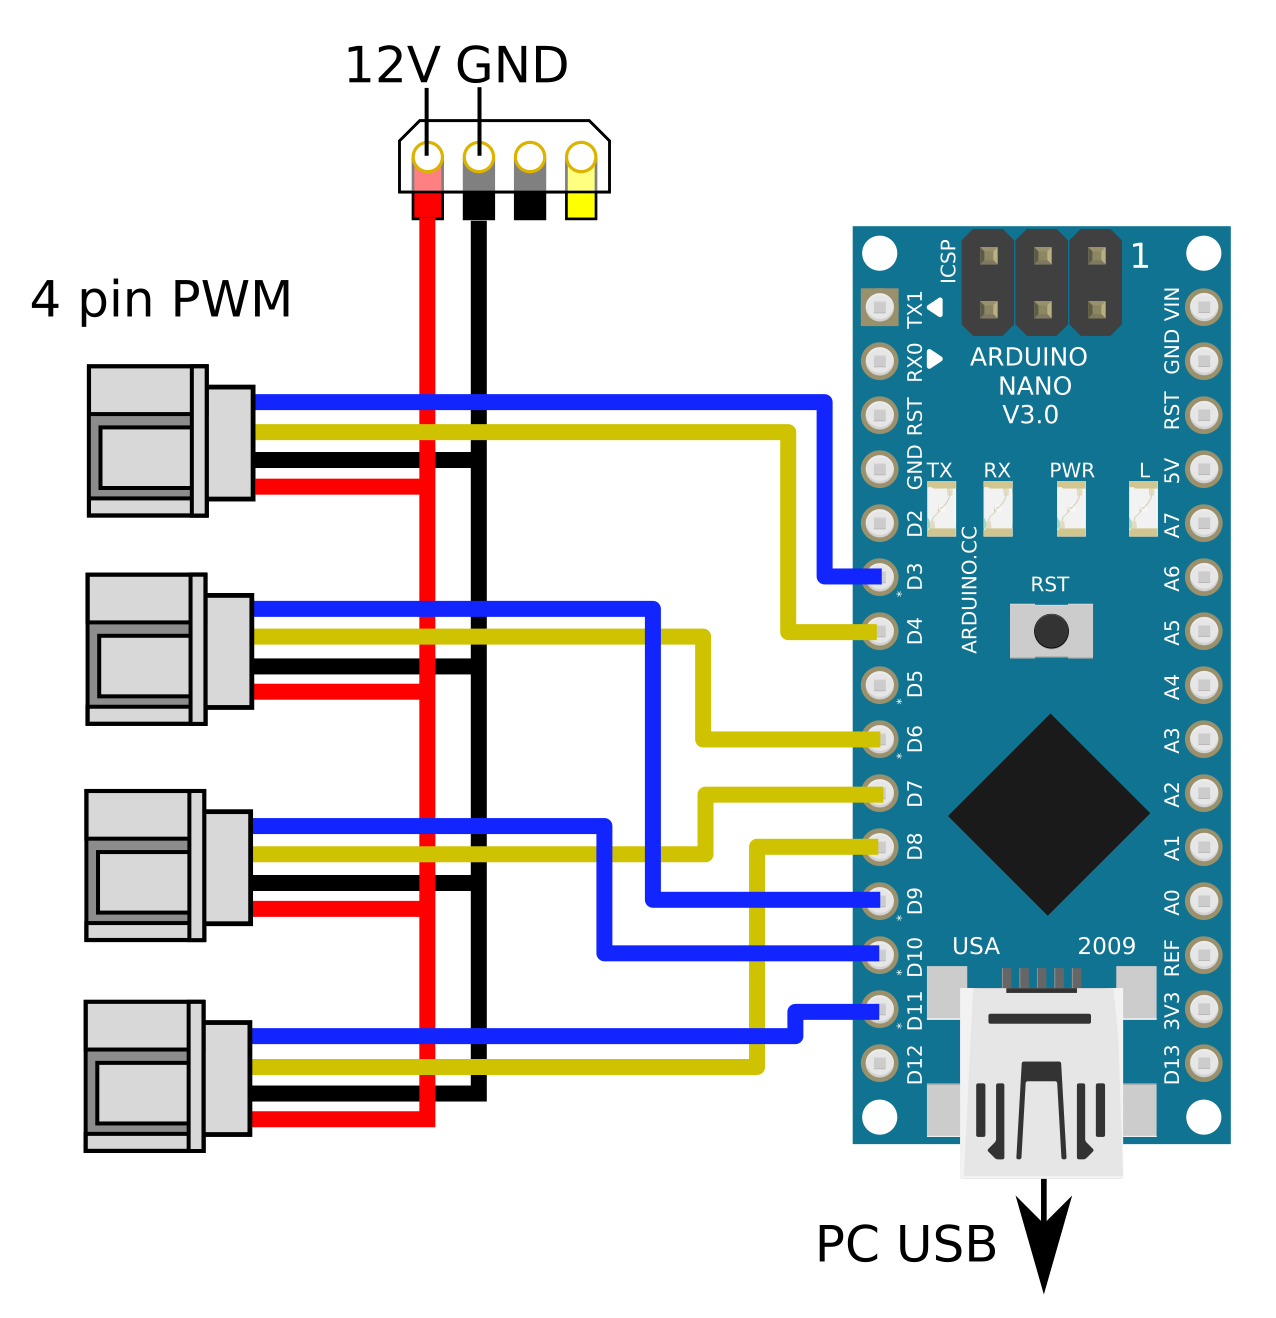 12V GND
4 pin PWM
ICSP
1
TX1
RX0
RST
GND
D2
D3
*
D4
D5
*
D6
*
D7
D8
D9
*
D10
*
D11
*
D12
ARDUINO
NANO
V3.0
TX RX PWR L
ARDUINO.CC
RST
USA 2009
VIN
GND
RST
5V
A7
A6
A5
A4
A3
A2
A1
A0
REF
3V3
D13
PC USB